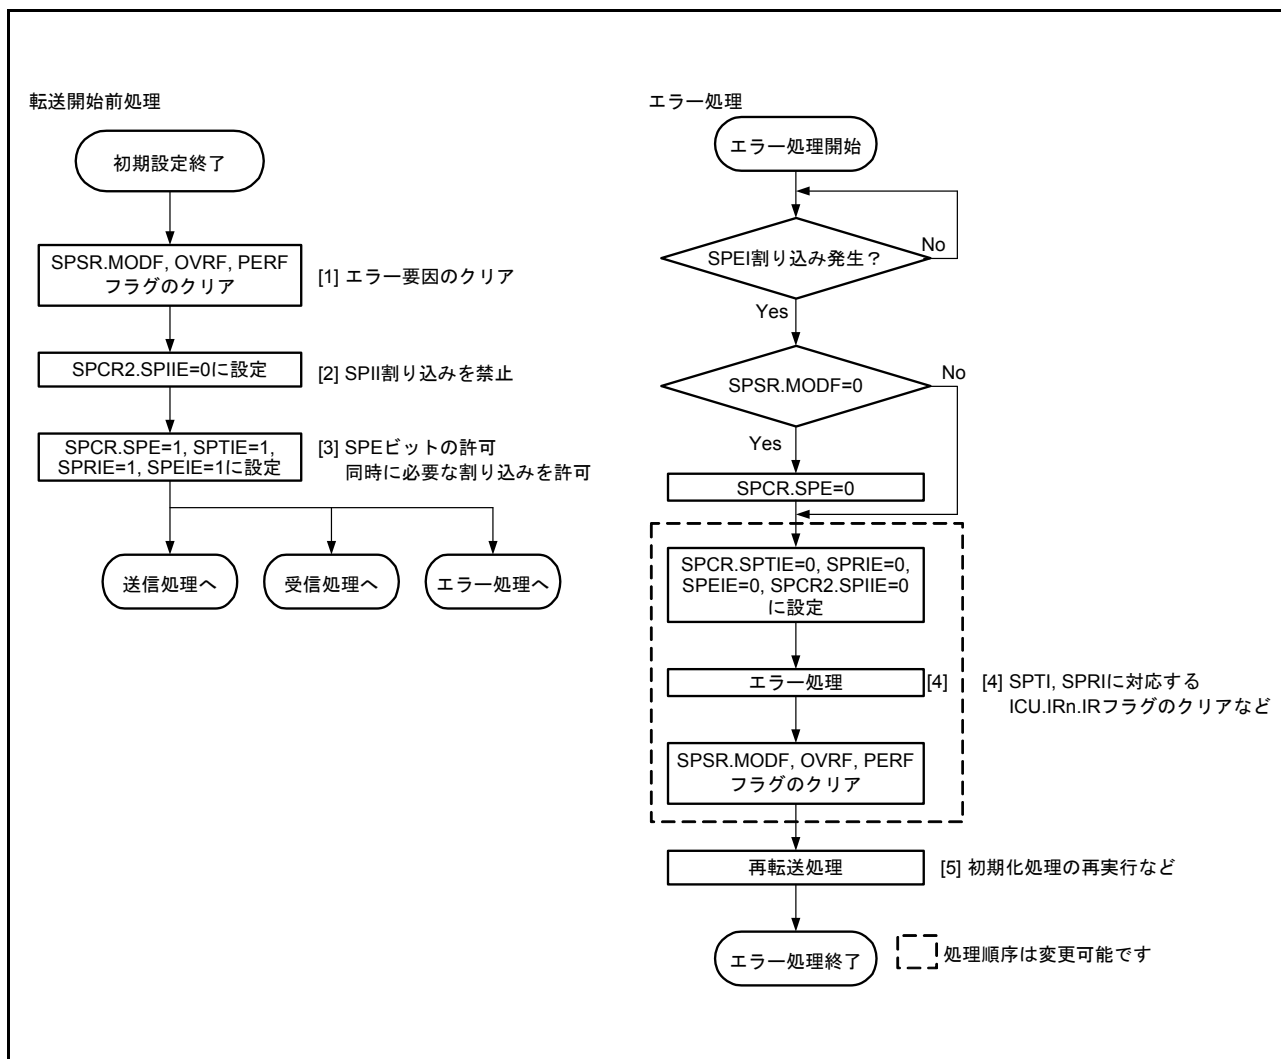 転送開始前処理
初期設定終了
SPSR.MODF, OVRF, PERF
フラグのクリア
[1] エラー要因のクリア
SPCR2.SPIIE=0に設定
[2] SPII割り込みを禁止
SPCR.SPE=1, SPTIE=1,
SPRIE=1, SPEIE=1に設定
[3] SPEビットの許可
同時に必要な割り込みを許可
送信処理へ
受信処理へ
エラー処理へ
エラー処理
エラー処理開始
SPEI割り込み発生？
No
Yes
SPSR.MODF=0
No
Yes
SPCR.SPE=0
SPCR.SPTIE=0, SPRIE=0,
SPEIE=0, SPCR2.SPIIE=0
に設定
エラー処理
[4]
[4] SPTI, SPRIに対応する
ICU.IRn.IRフラグのクリアなど
SPSR.MODF, OVRF, PERF
フラグのクリア
再転送処理
[5] 初期化処理の再実行など
エラー処理終了
処理順序は変更可能です